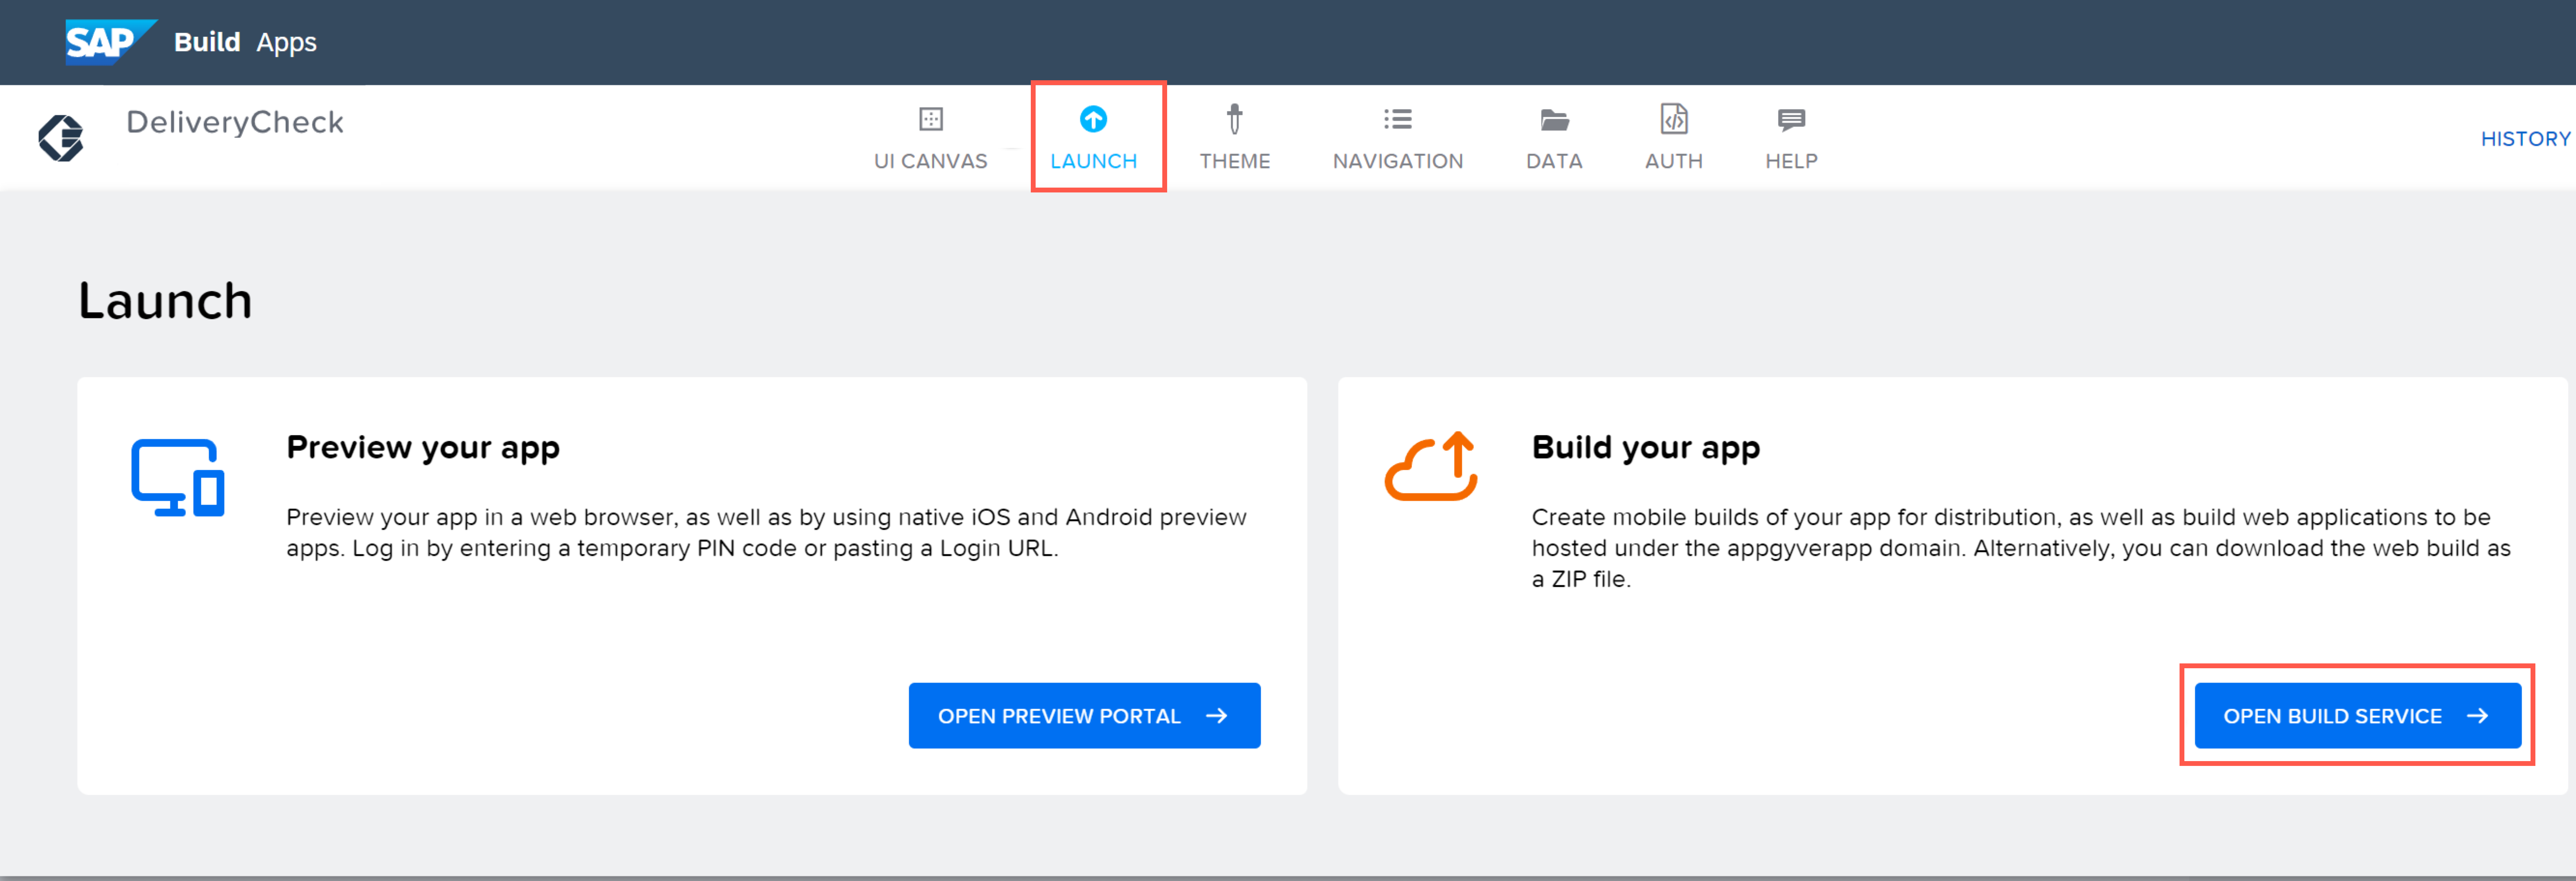 SAP Build Apps
DeliveryCheck
UI CANVAS
LAUNCH
THEME
NAVIGATION
DATA
AUTH
HELP
HISTORY
Launch
Preview your app
Preview your app in a web browser, as well as by using native iOS and Android preview
apps. Log in by entering a temporary PIN code or pasting a Login URL.
OPEN PREVIEW PORTAL
Build your app
Create mobile builds of your app for distribution, as well as build web applications to be
hosted under the appgyverapp domain. Alternatively, you can download the web build as
a ZIP file.
OPEN BUILD SERVICE